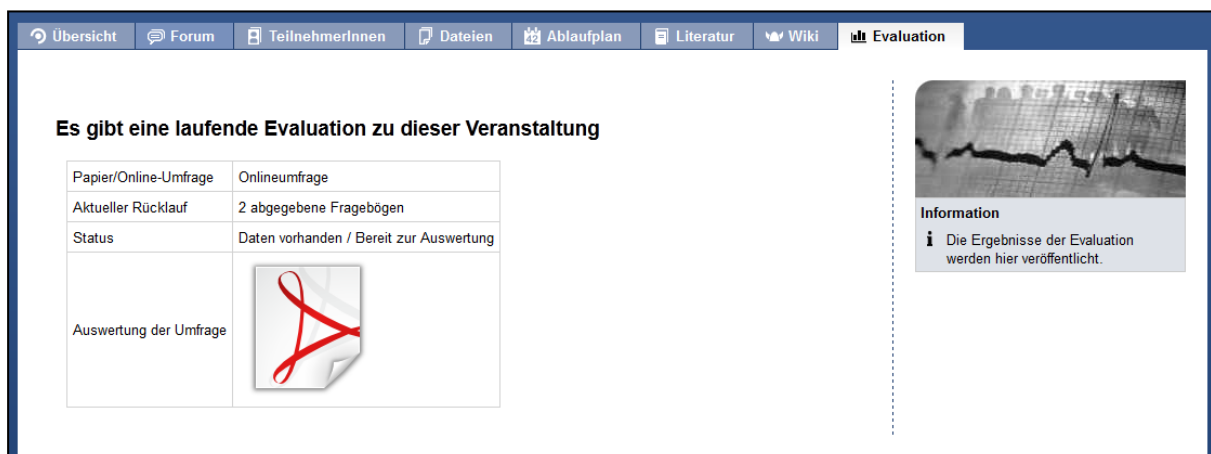 Übersicht Forum TeilnehmerInnen Dateien 42 Ablaufplan Literatur Wiki Evaluation
Es gibt eine laufende Evaluation zu dieser Veranstaltung
Papier/Online-Umfrage Onlineumfrage
Aktueller Rücklauf 2 abgegebene Fragebögen
Status Daten vorhanden / Bereit zur Auswertung
Auswertung der Umfrage
Information
Die Ergebnisse der Evaluation
werden hier veröffentlicht.